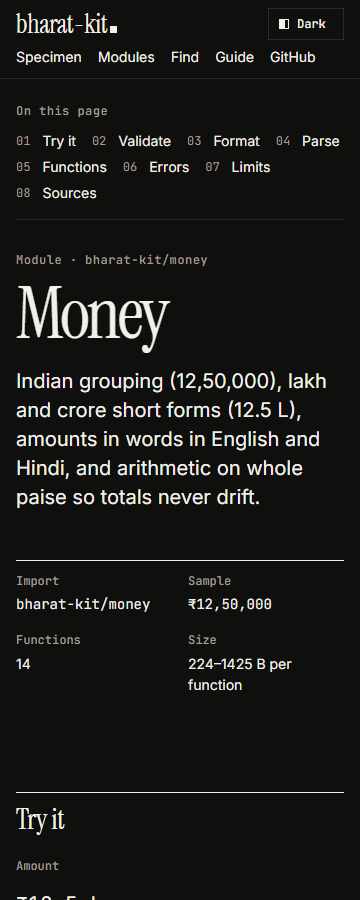 bharat-kit
Dark
Specimen Modules Find Guide GitHub
On this page
01 Try it 02 Validate 03 Format 04 Parse
05 Functions 06 Errors 07 Limits
08 Sources
Module · bharat-kit/money
Money
Indian grouping (12,50,000), lakh
and crore short forms (12.5 L),
amounts in words in English and
Hindi, and arithmetic on whole
paise so totals never drift.
Import Sample
bharat-kit/money ₹12,50,000
Functions Size
14 224–1425 B per
function
Try it
Amount